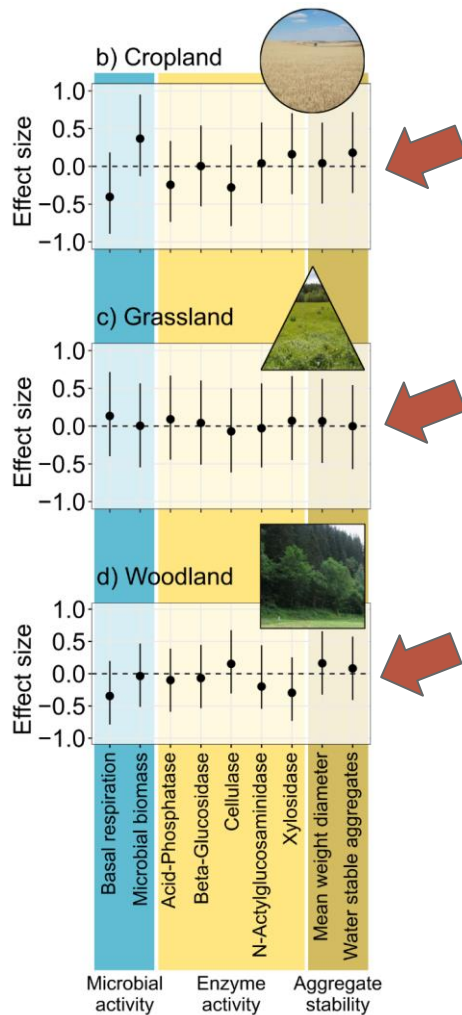 b) Cropland
1.0
0.5
0.0
−0.5
−1.0
Effect size
c) Grassland
1.0
0.5
0.0
−0.5
−1.0
Effect size
d) Woodland
1.0
0.5
0.0
−0.5
−1.0
Effect size
Basal respiration
Microbial biomass
Acid-Phosphatase
Beta-Glucosidase
Cellulase
N-Actylglucosaminidase
Xylosidase
Mean weight diameter
Water stable aggregates
Microbial
activity
Enzyme
activity
Aggregate
stability